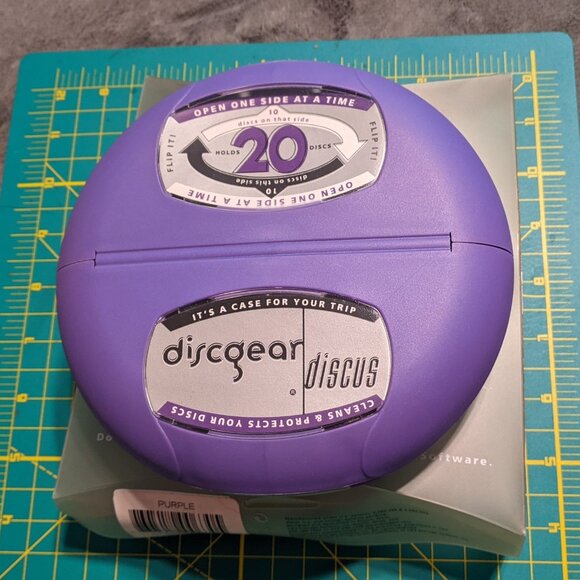 OPEN ONE SIDE AT A TIME
10
discs on that side
FLIP IT!
HOLDS 20 DISCS
FLIP IT!
discs on this side
10
OPEN ONE SIDE AT A TIME
IT'S A CASE FOR YOUR TRIP
discgear discus
®
CLEANS & PROTECTS YOUR DISCS
Do
Software.
PURPLE